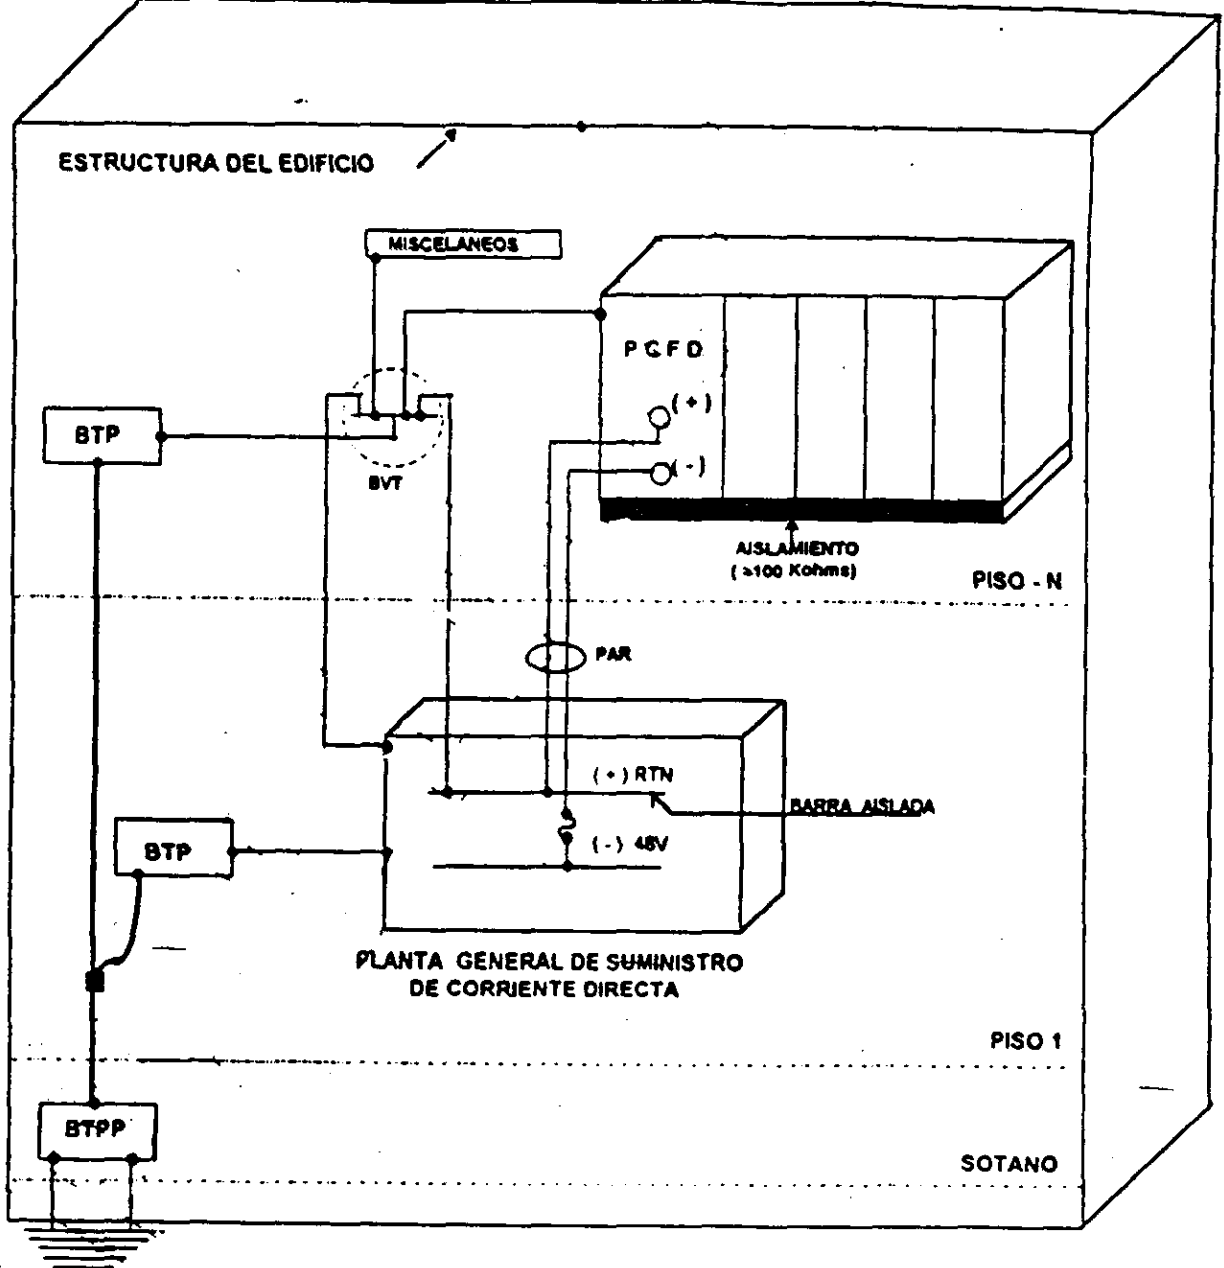 ESTRUCTURA DEL EDIFICIO
MISCELANEOS
P C F D
(+)
(-)
BTP
BVT
AISLAMIENTO
( ≥100 Kohms)
PISO - N
PAR
(+) RTN
BARRA AISLADA
(-) 48V
BTP
PLANTA GENERAL DE SUMINISTRO
DE CORRIENTE DIRECTA
PISO 1
BTPP
SOTANO